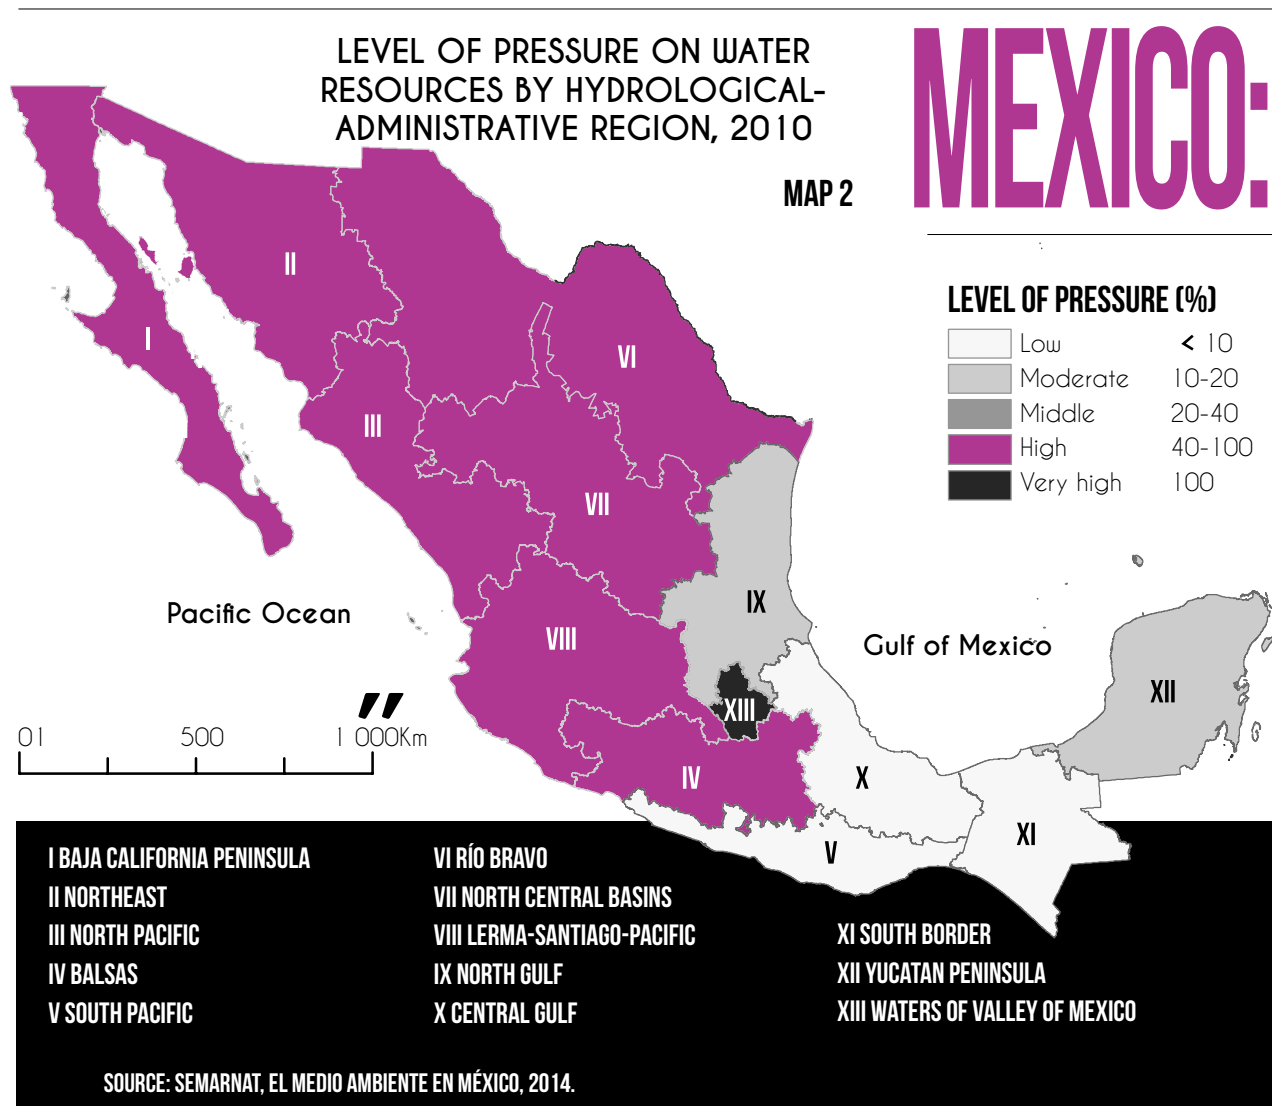 LEVEL OF PRESSURE ON WATER
RESOURCES BY HYDROLOGICAL-
ADMINISTRATIVE REGION, 2010
MEXICO:
MAP 2
LEVEL OF PRESSURE (%)
Low < 10
Moderate 10-20
Middle 20-40
High 40-100
Very high 100
II
I
VI
III
VII
IX
VIII
XII
XIII
IV
X
XI
V
Pacific Ocean
Gulf of Mexico
01 500 1 000Km
I BAJA CALIFORNIA PENINSULA
II NORTHEAST
III NORTH PACIFIC
IV BALSAS
V SOUTH PACIFIC
VI RÍO BRAVO
VII NORTH CENTRAL BASINS
VIII LERMA-SANTIAGO-PACIFIC
IX NORTH GULF
X CENTRAL GULF
XI SOUTH BORDER
XII YUCATAN PENINSULA
XIII WATERS OF VALLEY OF MEXICO
SOURCE: SEMARNAT, EL MEDIO AMBIENTE EN MÉXICO, 2014.